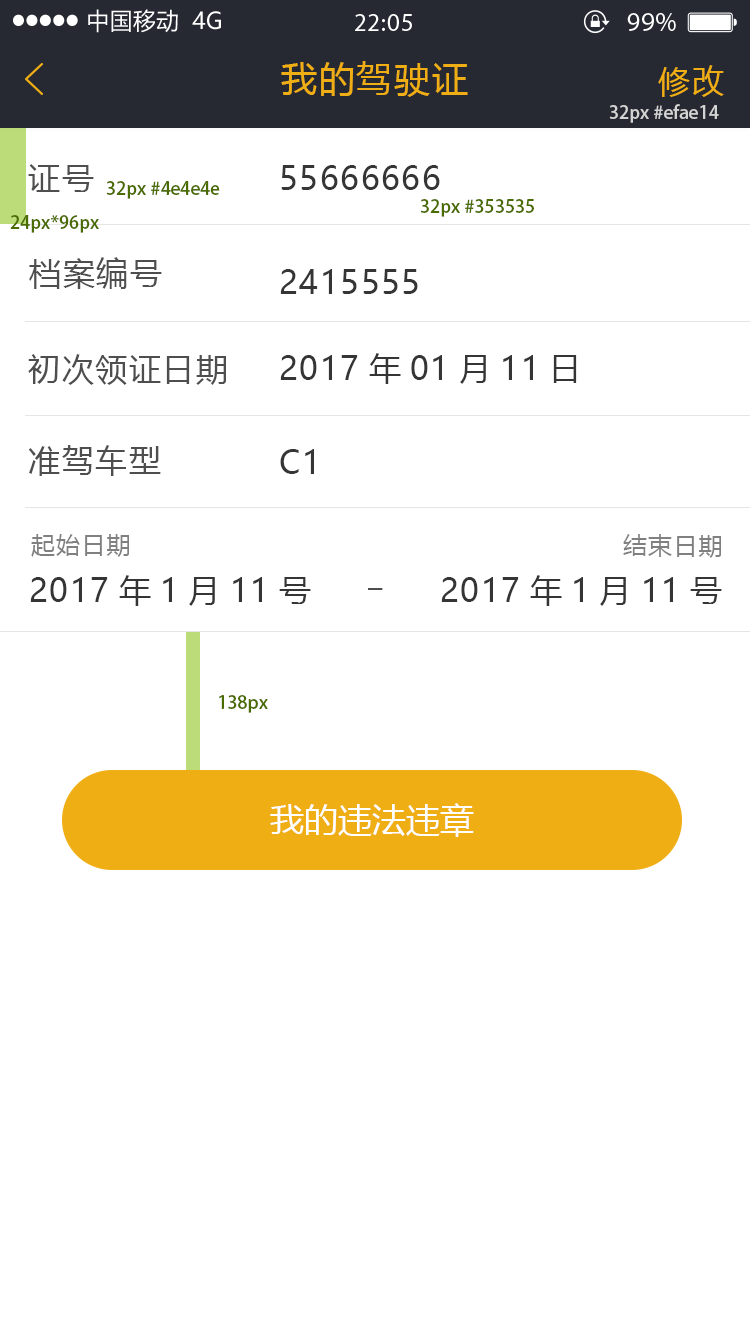 中国移动 4G 22:05 99%
我的驾驶证 修改
32px #efae14
证号 32px #4e4e4e 55666666
32px #353535
24px*96px
档案编号 2415555
初次领证日期 2017 年 01 月 11 日
准驾车型 C1
起始日期 结束日期
2017 年 1 月 11 号 – 2017 年 1 月 11 号
138px
我的违法违章